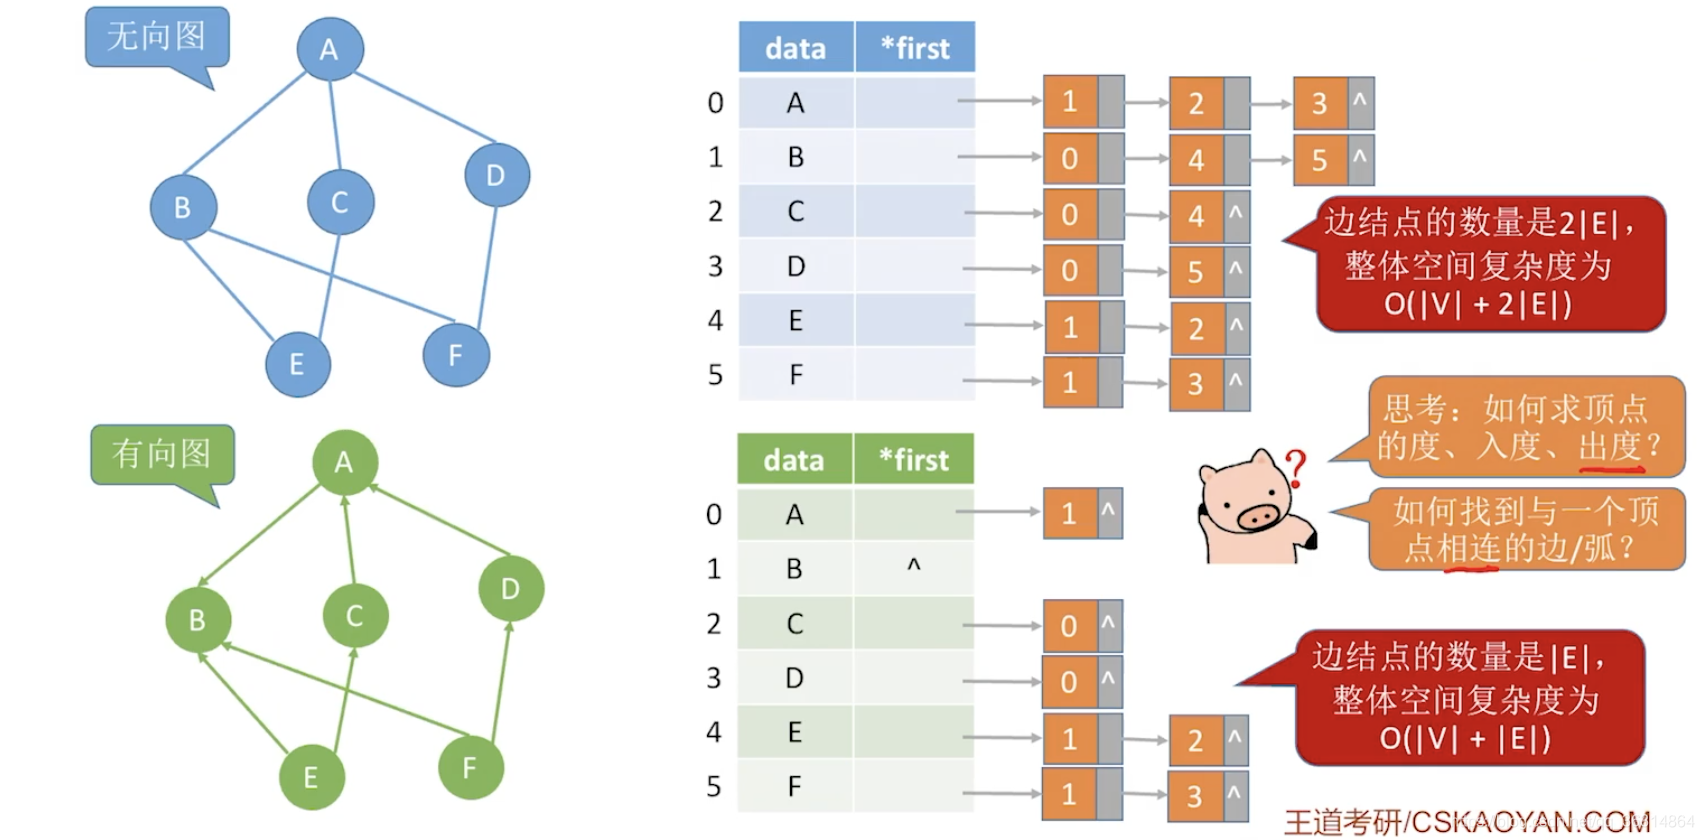 无向图
A
B
C
D
E
F
data *first
0 A 1 2 3 ^
1 B 0 4 5 ^
2 C 0 4 ^
3 D 0 5 ^
4 E 1 2 ^
5 F 1 3 ^
边结点的数量是2|E|，
整体空间复杂度为
O(|V| + 2|E|)
思考：如何求顶点
的度、入度、出度？
如何找到与一个顶
点相连的边/弧？
?
有向图
A
B
C
D
E
F
data *first
0 A 1 ^
1 B ^
2 C 0 ^
3 D 0 ^
4 E 1 2 ^
5 F 1 3 ^
边结点的数量是|E|，
整体空间复杂度为
O(|V| + |E|)
王道考研/CSKAOYAN.COM